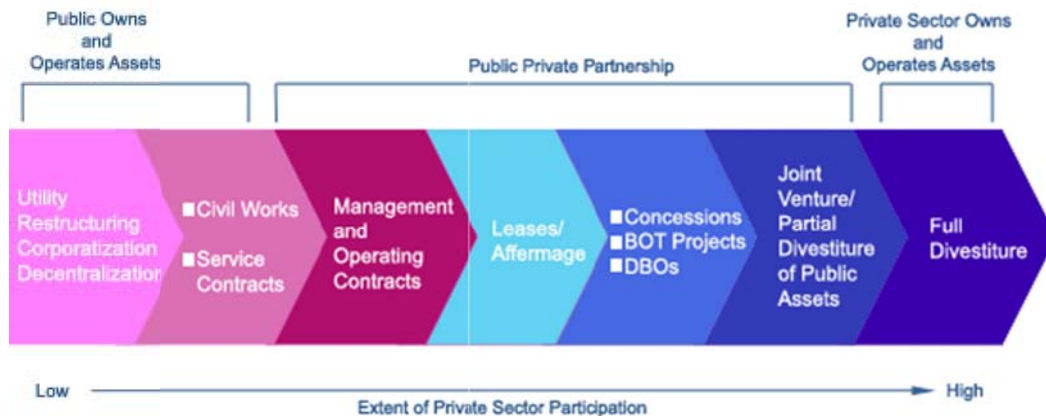 Public Owns
and
Operates Assets
Public Private Partnership
Private Sector Owns
and
Operates Assets
Utility
Restructuring
Corporatization
Decentralization
Civil Works
Service
Contracts
Management
and
Operating
Contracts
Leases/
Affermage
Concessions
BOT Projects
DBOs
Joint
Venture/
Partial
Divestiture
of Public
Assets
Full
Divestiture
Low
High
Extent of Private Sector Participation